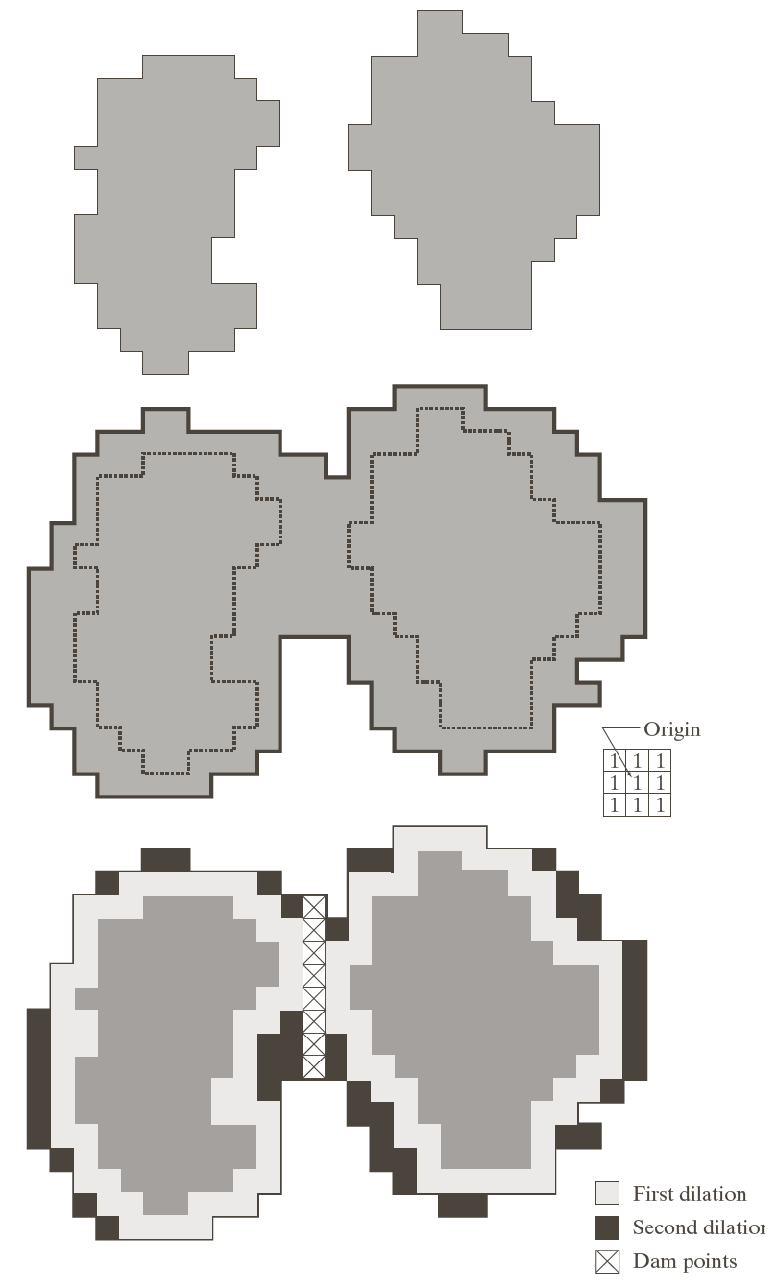 Origin
1 1 1
1 1 1
1 1 1
First dilation
Second dilation
Dam points